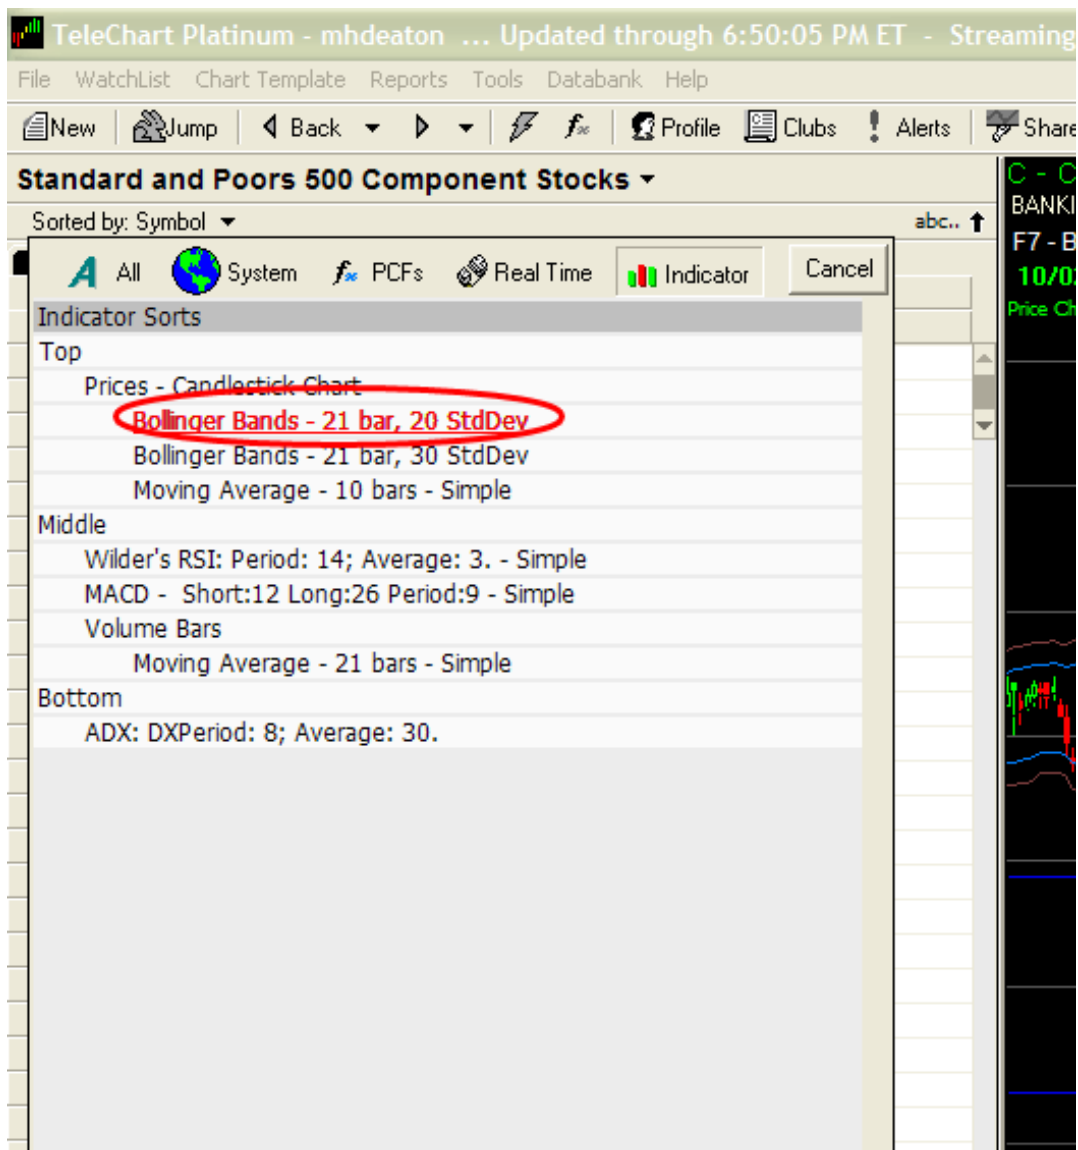 TeleChart Platinum - mhdeaton ... Updated through 6:50:05 PM ET - Streaming
File WatchList Chart Template Reports Tools Databank Help
New Jump Back Profile Clubs Alerts Share
Standard and Poors 500 Component Stocks
Sorted by: Symbol abc..
All System PCFs Real Time Indicator Cancel
Indicator Sorts
Top
Prices - Candlestick Chart
Bollinger Bands - 21 bar, 20 StdDev
Bollinger Bands - 21 bar, 30 StdDev
Moving Average - 10 bars - Simple
Middle
Wilder's RSI: Period: 14; Average: 3. - Simple
MACD - Short:12 Long:26 Period:9 - Simple
Volume Bars
Moving Average - 21 bars - Simple
Bottom
ADX: DXPeriod: 8; Average: 30.
C - C
BANKI
F7 - B
10/0
Price Ch